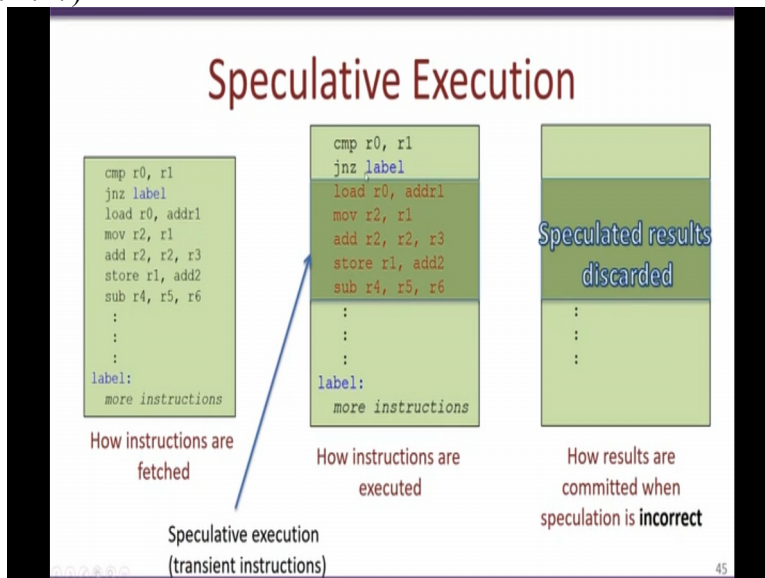 Speculative Execution
cmp r0, r1
jnz label
load r0, addr1
mov r2, r1
add r2, r2, r3
store r1, add2
sub r4, r5, r6
:
:
:
label:
more instructions
How instructions are
fetched
cmp r0, r1
jnz label
load r0, addr1
mov r2, r1
add r2, r2, r3
store r1, add2
sub r4, r5, r6
:
:
:
label:
more instructions
How instructions are
executed
Speculated results
discarded
:
:
:
How results are
committed when
speculation is incorrect
Speculative execution
(transient instructions)
45